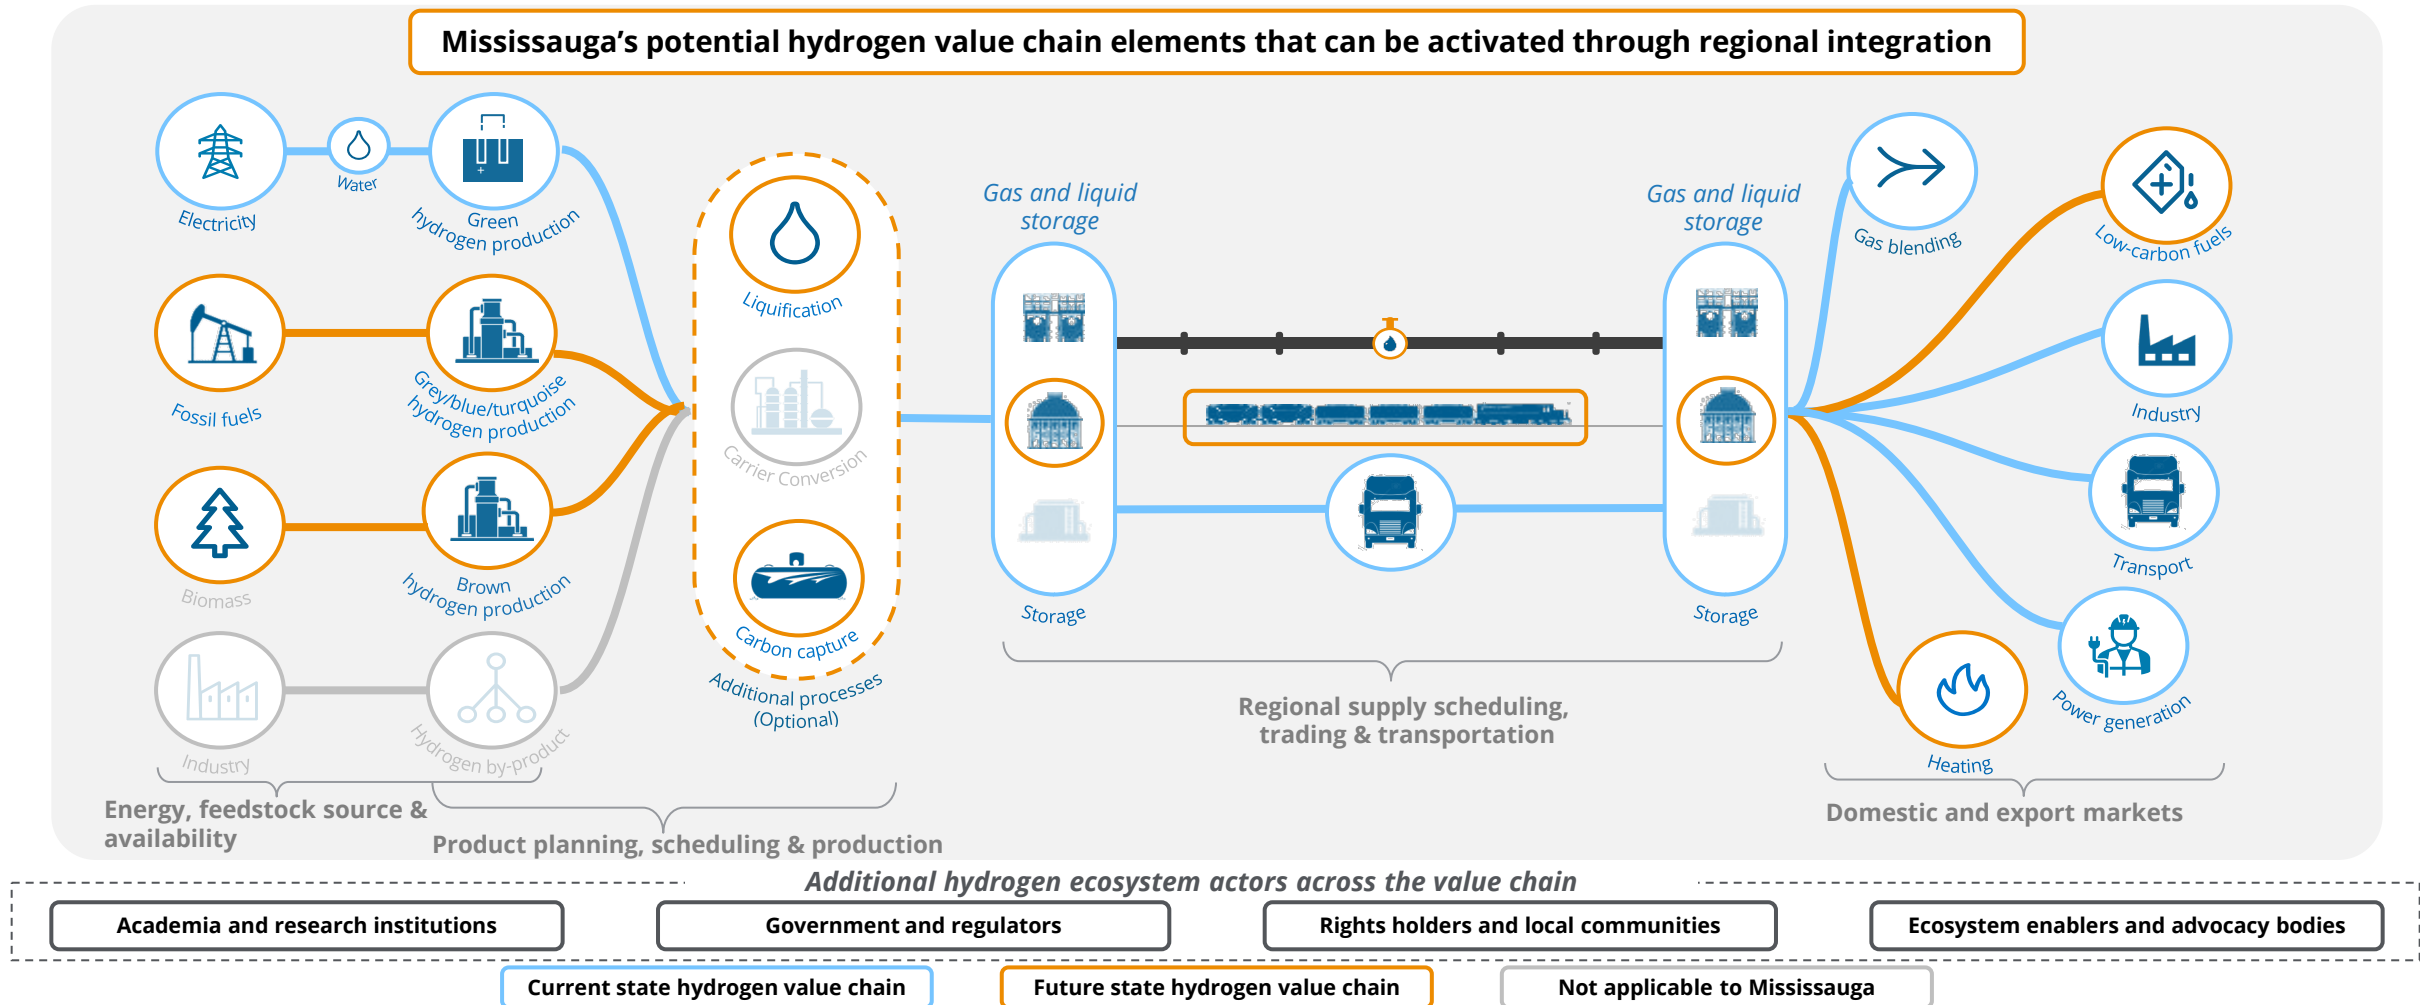 Mississauga’s potential hydrogen value chain elements that can be activated through regional integration
Electricity
Water
Green
hydrogen production
Fossil fuels
Grey/blue/turquoise
hydrogen production
Biomass
Brown
hydrogen production
Industry
Hydrogen by-product
Energy, feedstock source &
availability
Liquification
Carrier Conversion
Carbon capture
Additional processes
(Optional)
Product planning, scheduling & production
Gas and liquid
storage
Storage
Gas and liquid
storage
Storage
Regional supply scheduling,
trading & transportation
Gas blending
Low-carbon fuels
Industry
Transport
Power generation
Heating
Domestic and export markets
Additional hydrogen ecosystem actors across the value chain
Academia and research institutions
Government and regulators
Rights holders and local communities
Ecosystem enablers and advocacy bodies
Current state hydrogen value chain
Future state hydrogen value chain
Not applicable to Mississauga